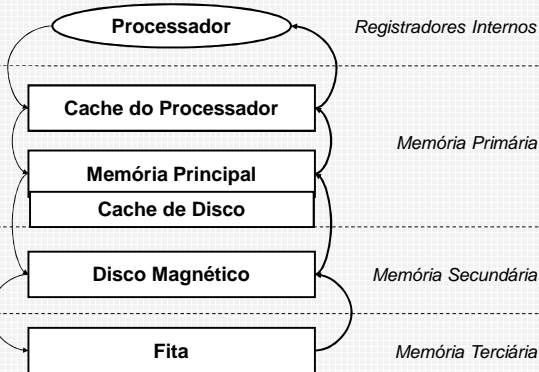 Processador
Registradores Internos
Cache do Processador
Memória Primária
Memória Principal
Cache de Disco
Disco Magnético
Memória Secundária
Fita
Memória Terciária